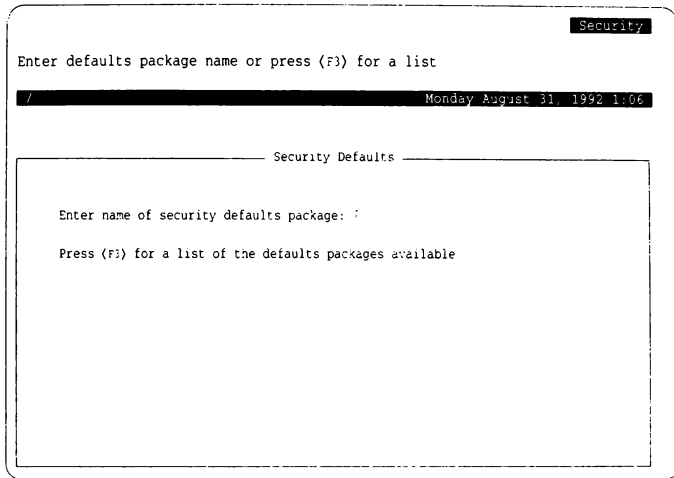 Security
Enter defaults package name or press ⟨F3⟩ for a list
/ Monday August 31, 1992 1:06
Security Defaults
Enter name of security defaults package:
Press ⟨F3⟩ for a list of the defaults packages available